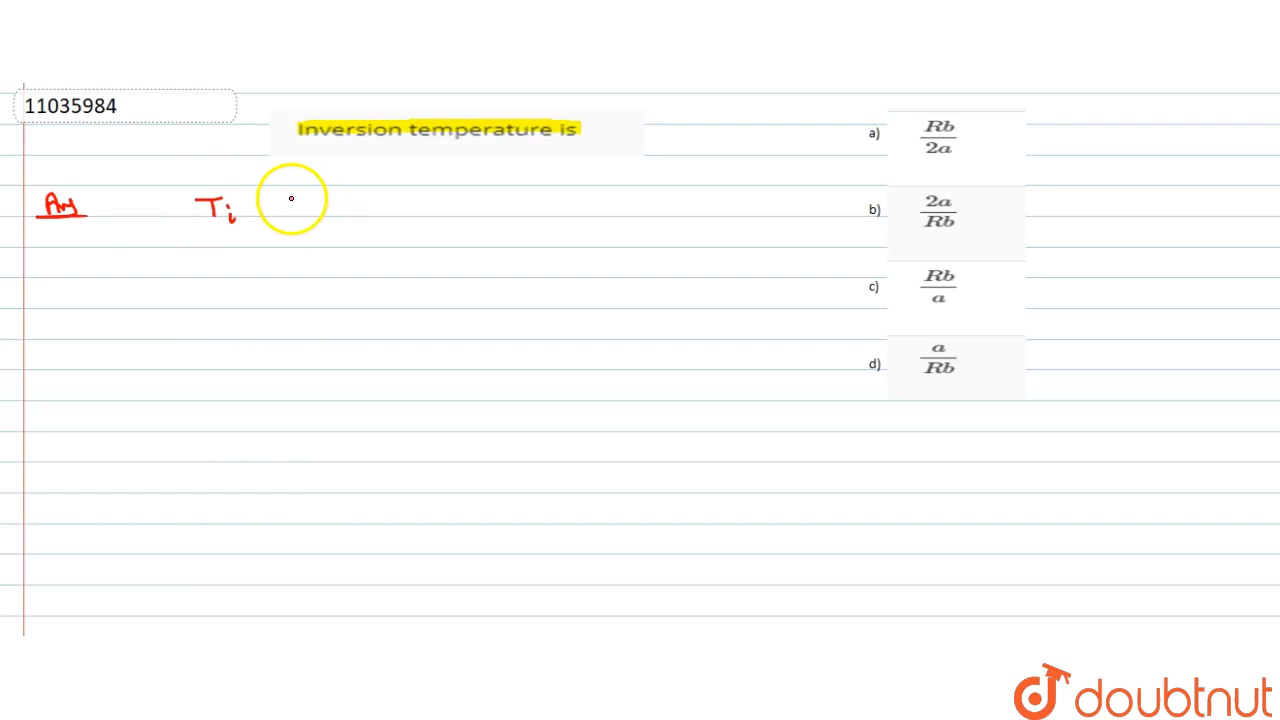 11035984
Inversion temperature is
Ans Ti
a) Rb/2a
b) 2a/Rb
c) Rb/a
d) a/Rb
doubtnut